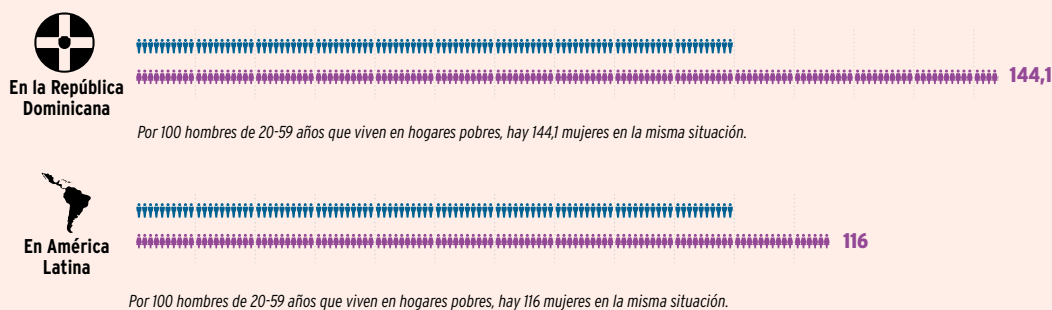 En la República
Dominicana
144,1
Por 100 hombres de 20-59 años que viven en hogares pobres, hay 144,1 mujeres en la misma situación.
En América
Latina
116
Por 100 hombres de 20-59 años que viven en hogares pobres, hay 116 mujeres en la misma situación.